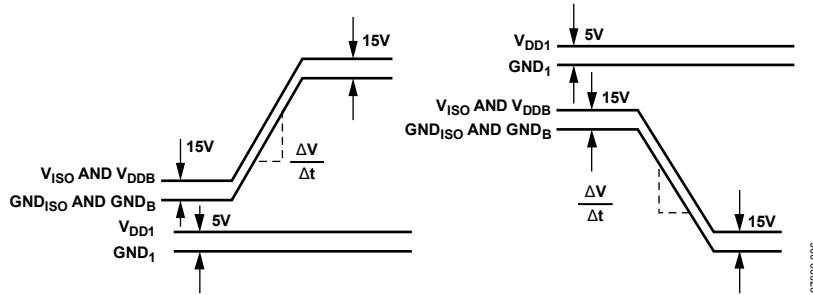 15V
15V
V_ISO AND V_DDB
GND_ISO AND GND_B
ΔV
Δt
V_DD1
5V
GND_1
V_DD1
5V
GND_1
V_ISO AND V_DDB
15V
GND_ISO AND GND_B
ΔV
Δt
15V